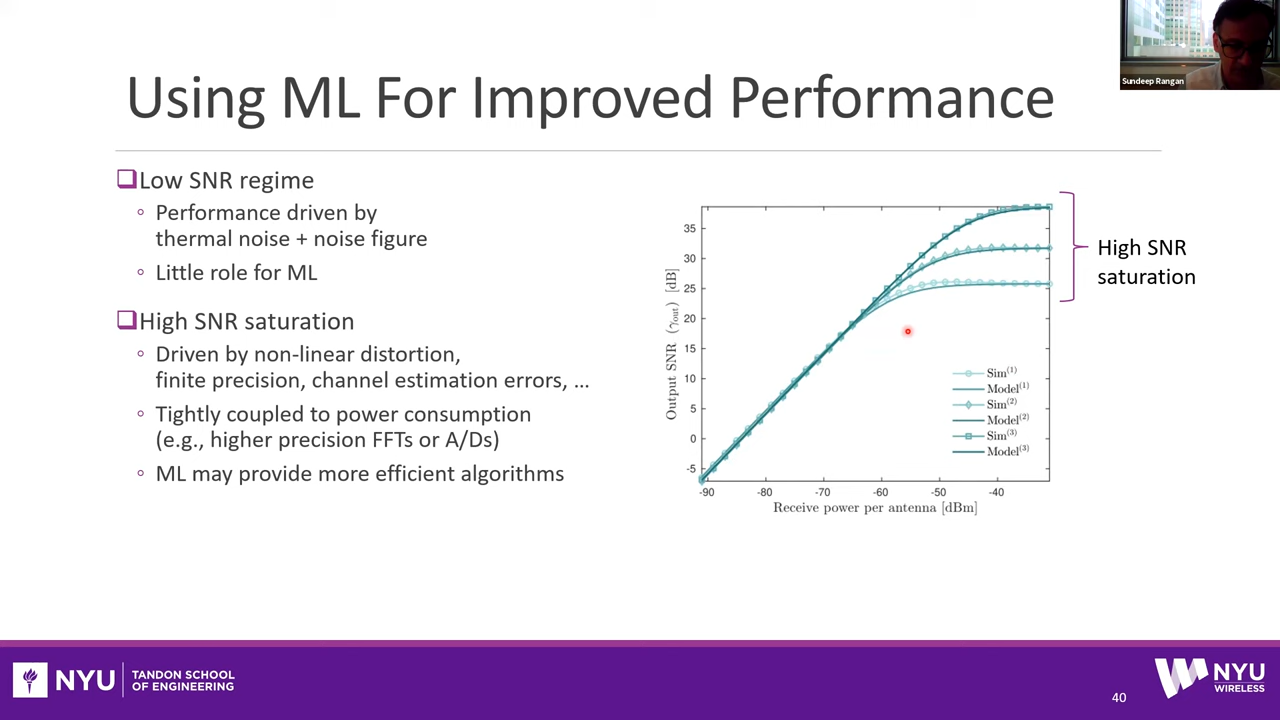 Sundeep Rangan
Using ML For Improved Performance
Low SNR regime
Performance driven by
thermal noise + noise figure
Little role for ML
High SNR saturation
Driven by non-linear distortion,
finite precision, channel estimation errors, ...
Tightly coupled to power consumption
(e.g., higher precision FFTs or A/Ds)
ML may provide more efficient algorithms
Output SNR (γout) [dB]
35
30
25
20
15
10
5
0
-5
-90 -80 -70 -60 -50 -40
Receive power per antenna [dBm]
Sim(1)
Model(1)
Sim(2)
Model(2)
Sim(3)
Model(3)
High SNR
saturation
NYU
TANDON SCHOOL
OF ENGINEERING
40
NYU
WIRELESS